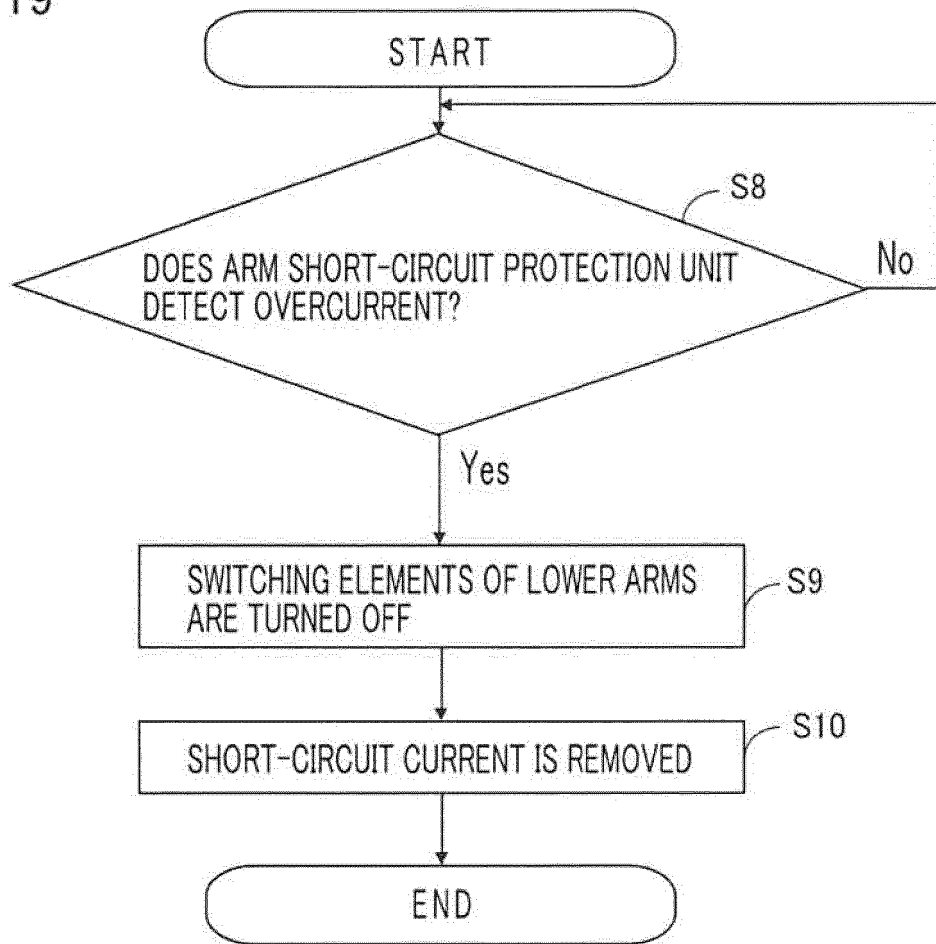 19
START
S8
DOES ARM SHORT-CIRCUIT PROTECTION UNIT
DETECT OVERCURRENT?
No
Yes
SWITCHING ELEMENTS OF LOWER ARMS
ARE TURNED OFF
S9
SHORT-CIRCUIT CURRENT IS REMOVED
S10
END